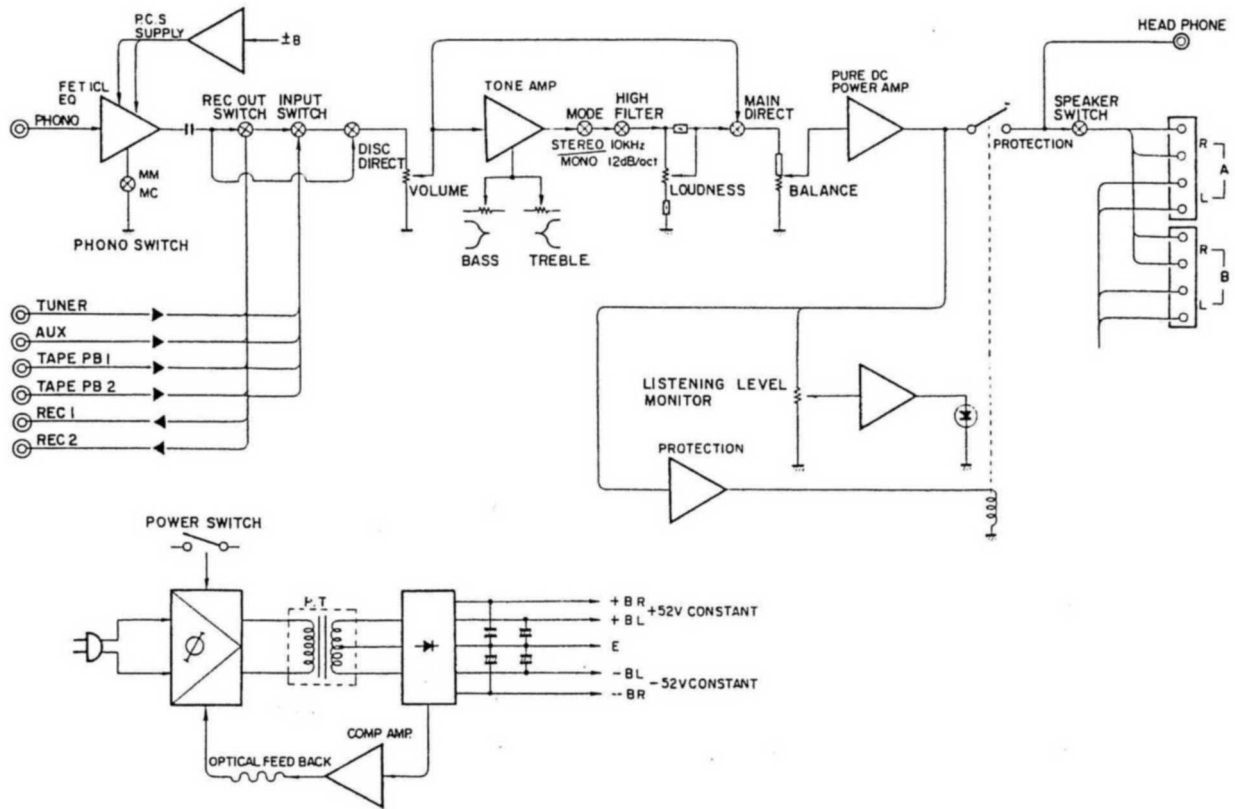 P.C.S
SUPPLY
±B
HEAD PHONE
FET ICL
EQ
REC OUT
SWITCH
INPUT
SWITCH
TONE AMP
MODE
HIGH
FILTER
MAIN
DIRECT
PURE DC
POWER AMP
SPEAKER
SWITCH
PHONO
DISC
DIRECT
STEREO
MONO
10KHz
12dB/oct
PROTECTION
MM
MC
VOLUME
LOUDNESS
BALANCE
R
A
L
PHONO SWITCH
BASS
TREBLE
R
B
L
TUNER
AUX
TAPE PB 1
TAPE PB 2
REC 1
REC 2
LISTENING LEVEL
MONITOR
PROTECTION
POWER SWITCH
P.T
+BR
+52V CONSTANT
+BL
E
-BL
-52V CONSTANT
--BR
COMP AMP.
OPTICAL FEED BACK